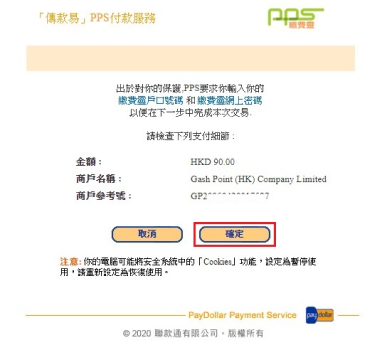 「傳款易」PPS付款服務
PPS
繳費靈
出於對你的保護,PPS要求你輸入你的
繳費靈戶口號碼 和 繳費靈網上密碼
以便在下一步中完成本次交易.
請檢查下列支付細節:
金額: HKD 90.00
商戶名稱: Gash Point (HK) Company Limited
商戶參考號:
取消 確定
注意: 你的電腦可能將安全系統中的「Cookies」功能,設定為暫停使
用,請重新設定為恢復使用。
PayDollar Payment Service paydollar
© 2020 聯款通有限公司。版權所有